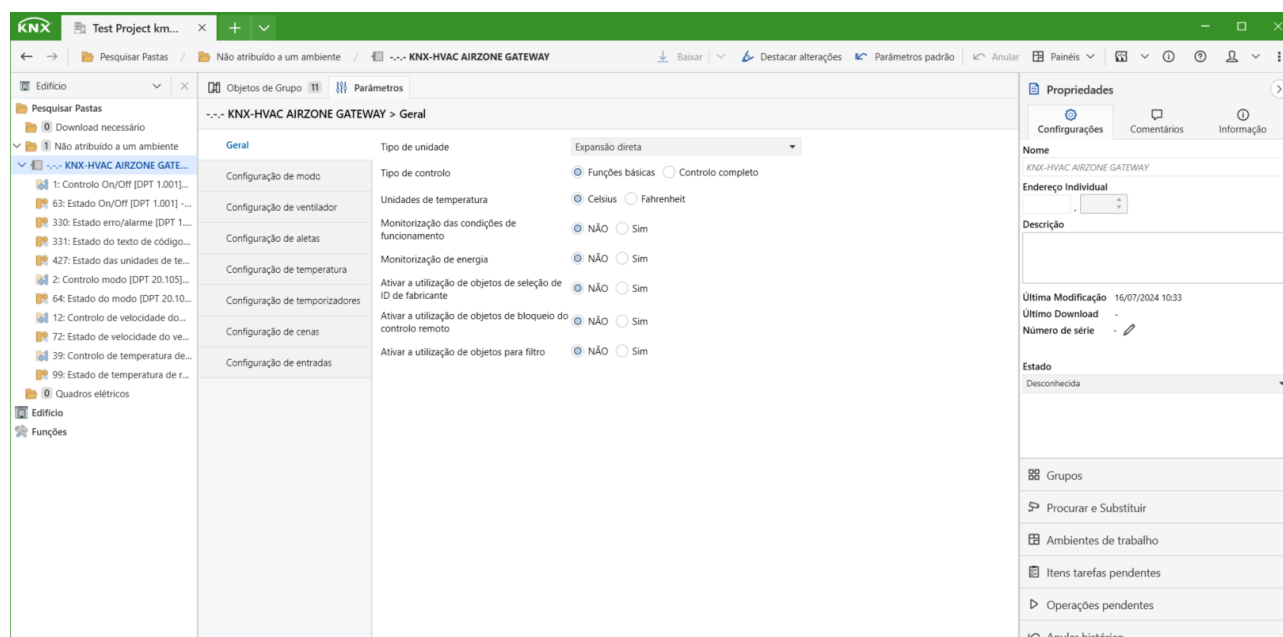 KNX
Test Project km...
Pesquisar Pastas / Não atribuído a um ambiente / -.-.- KNX-HVAC AIRZONE GATEWAY
Baixar
Destacar alterações
Parâmetros padrão
Anular
Painéis
Edifício
Pesquisar Pastas
0 Download necessário
1 Não atribuído a um ambiente
-.-.- KNX-HVAC AIRZONE GATE...
1: Controlo On/Off [DPT 1.001]...
63: Estado On/Off [DPT 1.001] -...
330: Estado erro/alarme [DPT 1....
331: Estado do texto de código...
427: Estado das unidades de te...
2: Controlo modo [DPT 20.105]...
64: Estado do modo [DPT 20.10...
12: Controlo de velocidade do...
72: Estado de velocidade do ve...
39: Controlo de temperatura de...
99: Estado de temperatura de r...
0 Quadros elétricos
Edifício
Funções
Objetos de Grupo 11
Parâmetros
-.-.- KNX-HVAC AIRZONE GATEWAY > Geral
Geral
Configuração de modo
Configuração de ventilador
Configuração de aletas
Configuração de temperatura
Configuração de temporizadores
Configuração de cenas
Configuração de entradas
Tipo de unidade
Expansão direta
Tipo de controlo
Funções básicas
Controlo completo
Unidades de temperatura
Celsius
Fahrenheit
Monitorização das condições de
funcionamento
NÃO
Sim
Monitorização de energia
NÃO
Sim
Ativar a utilização de objetos de seleção de
ID de fabricante
NÃO
Sim
Ativar a utilização de objetos de bloqueio do
controlo remoto
NÃO
Sim
Ativar a utilização de objetos para filtro
NÃO
Sim
Propriedades
Confirgurações
Comentários
Informação
Nome
KNX-HVAC AIRZONE GATEWAY
Endereço Individual
.
Descrição
Última Modificação 16/07/2024 10:33
Último Download -
Número de série -
Estado
Desconhecida
Grupos
Procurar e Substituir
Ambientes de trabalho
Itens tarefas pendentes
Operações pendentes
Anular histórico